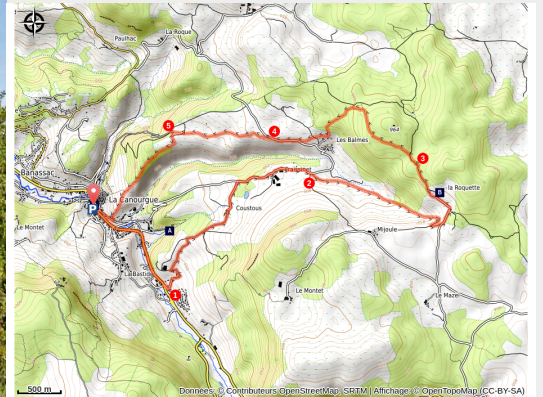 Paulhac
La Roque
5
4
964
Les Balmes
3
Banassac
2
B
la Roquette
P
La Canourgue
Coustous
Le Montet
A
Mijoule
La Bastide
1
Le Montet
Le Mazel
500 m
Données: © Contributeurs OpenStreetMap, SRTM | Affichage: © OpenTopoMap (CC-BY-SA)